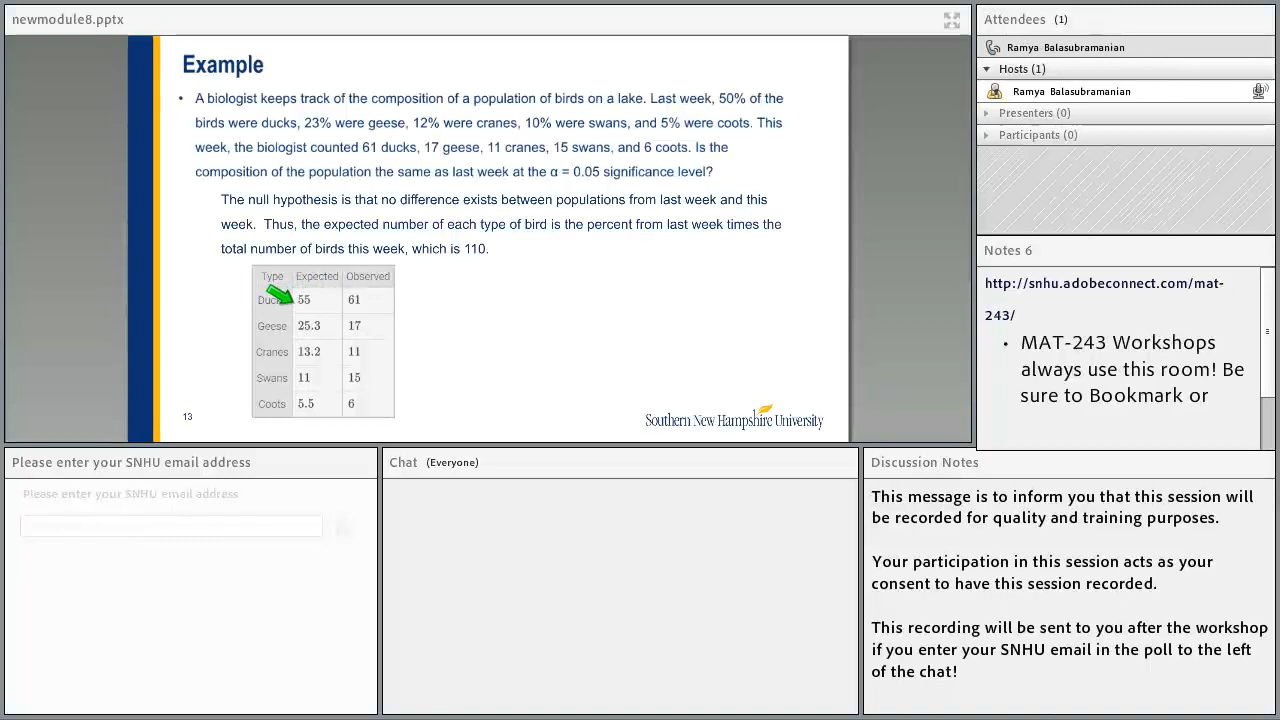 newmodule8.pptx
Example
• A biologist keeps track of the composition of a population of birds on a lake. Last week, 50% of the
birds were ducks, 23% were geese, 12% were cranes, 10% were swans, and 5% were coots. This
week, the biologist counted 61 ducks, 17 geese, 11 cranes, 15 swans, and 6 coots. Is the
composition of the population the same as last week at the α = 0.05 significance level?
The null hypothesis is that no difference exists between populations from last week and this
week. Thus, the expected number of each type of bird is the percent from last week times the
total number of birds this week, which is 110.
Type Expected Observed
Ducks 55 61
Geese 25.3 17
Cranes 13.2 11
Swans 11 15
Coots 5.5 6
13
Southern New Hampshire University
Attendees (1)
Ramya Balasubramanian
Hosts (1)
Ramya Balasubramanian
Presenters (0)
Participants (0)
Notes 6
http://snhu.adobeconnect.com/mat-
243/
• MAT-243 Workshops
always use this room! Be
sure to Bookmark or
Please enter your SNHU email address
Please enter your SNHU email address
Chat (Everyone)
Discussion Notes
This message is to inform you that this session will
be recorded for quality and training purposes.
Your participation in this session acts as your
consent to have this session recorded.
This recording will be sent to you after the workshop
if you enter your SNHU email in the poll to the left
of the chat!